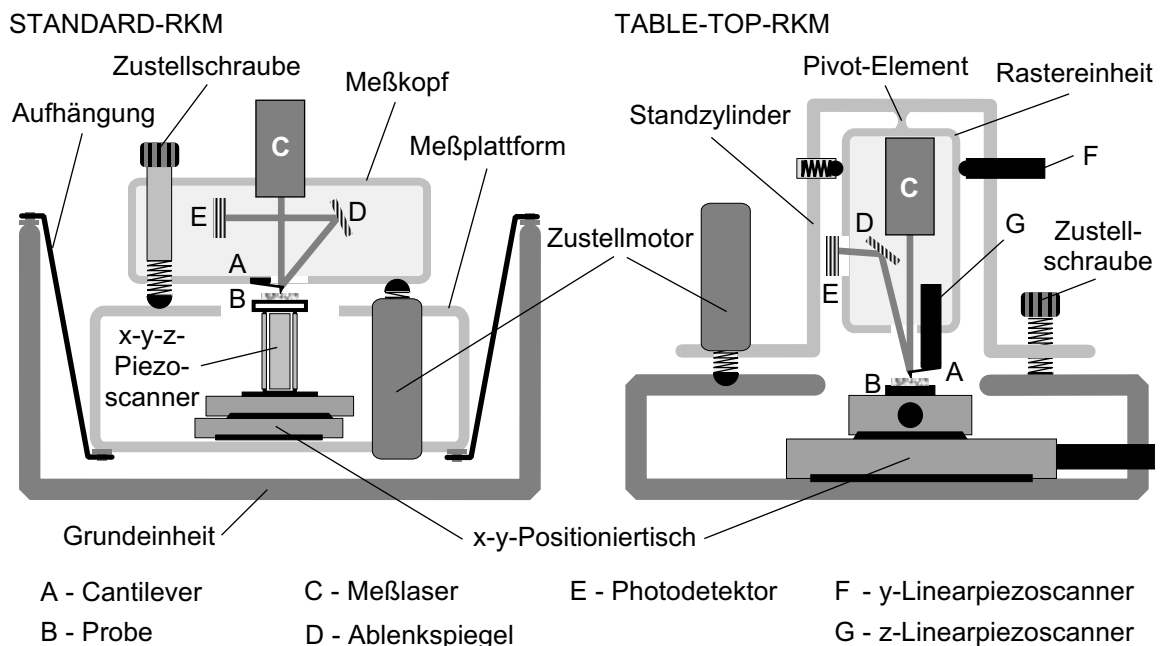 STANDARD-RKM
Zustellschraube
Aufhängung
Meßkopf
Meßplattform
C
E
D
A
B
x-y-z-
Piezo-
scanner
Zustellmotor
Grundeinheit
x-y-Positioniertisch
TABLE-TOP-RKM
Pivot-Element
Rastereinheit
Standzylinder
F
C
D
G
E
Zustell-
schraube
A
B
A - Cantilever
B - Probe
C - Meßlaser
D - Ablenkspiegel
E - Photodetektor
F - y-Linearpiezoscanner
G - z-Linearpiezoscanner